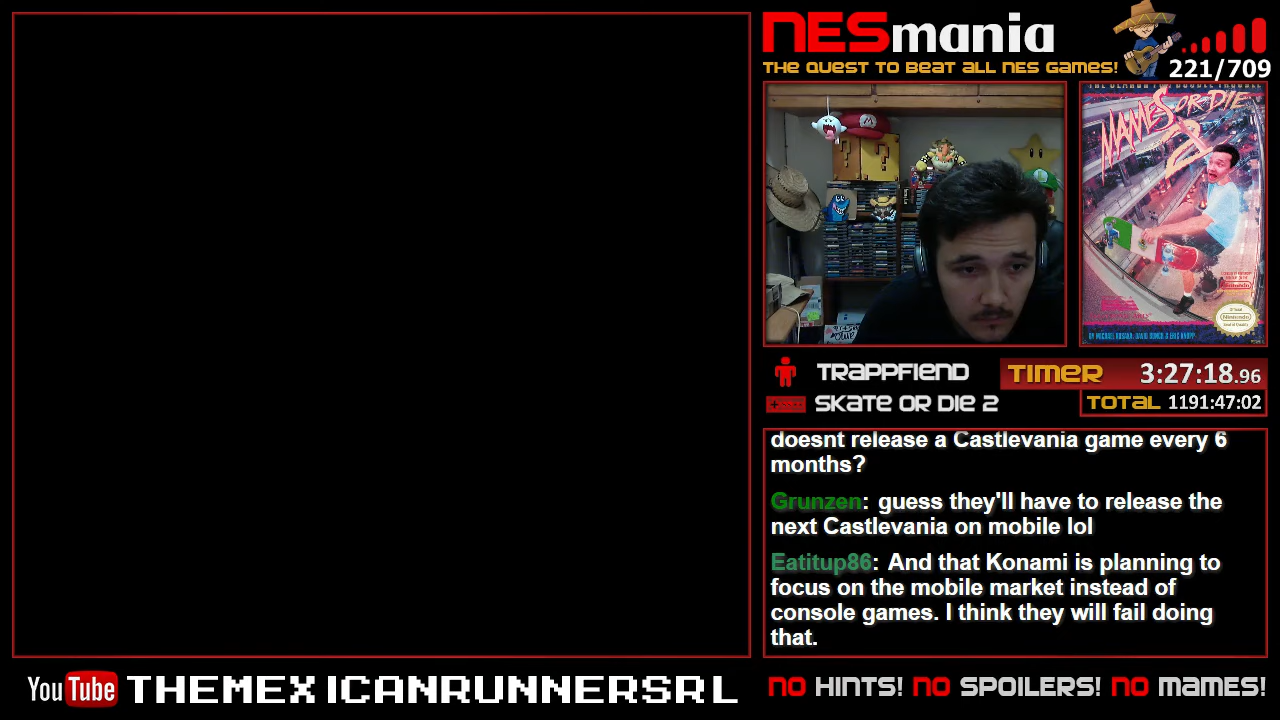 NESmania
THE QUEST TO BEAT ALL NES GAMES!
221/709
MAMES OR DIE
2
TRAPPFIEND
TIMER 3:27:18.96
SKATE OR DIE 2
TOTAL 1191:47:02
doesnt release a Castlevania game every 6
months?
Grunzen: guess they'll have to release the
next Castlevania on mobile lol
Eatitup86: And that Konami is planning to
focus on the mobile market instead of
console games. I think they will fail doing
that.
YouTube THEMEXICANRUNNERSRL
NO HINTS! NO SPOILERS! NO MAMES!